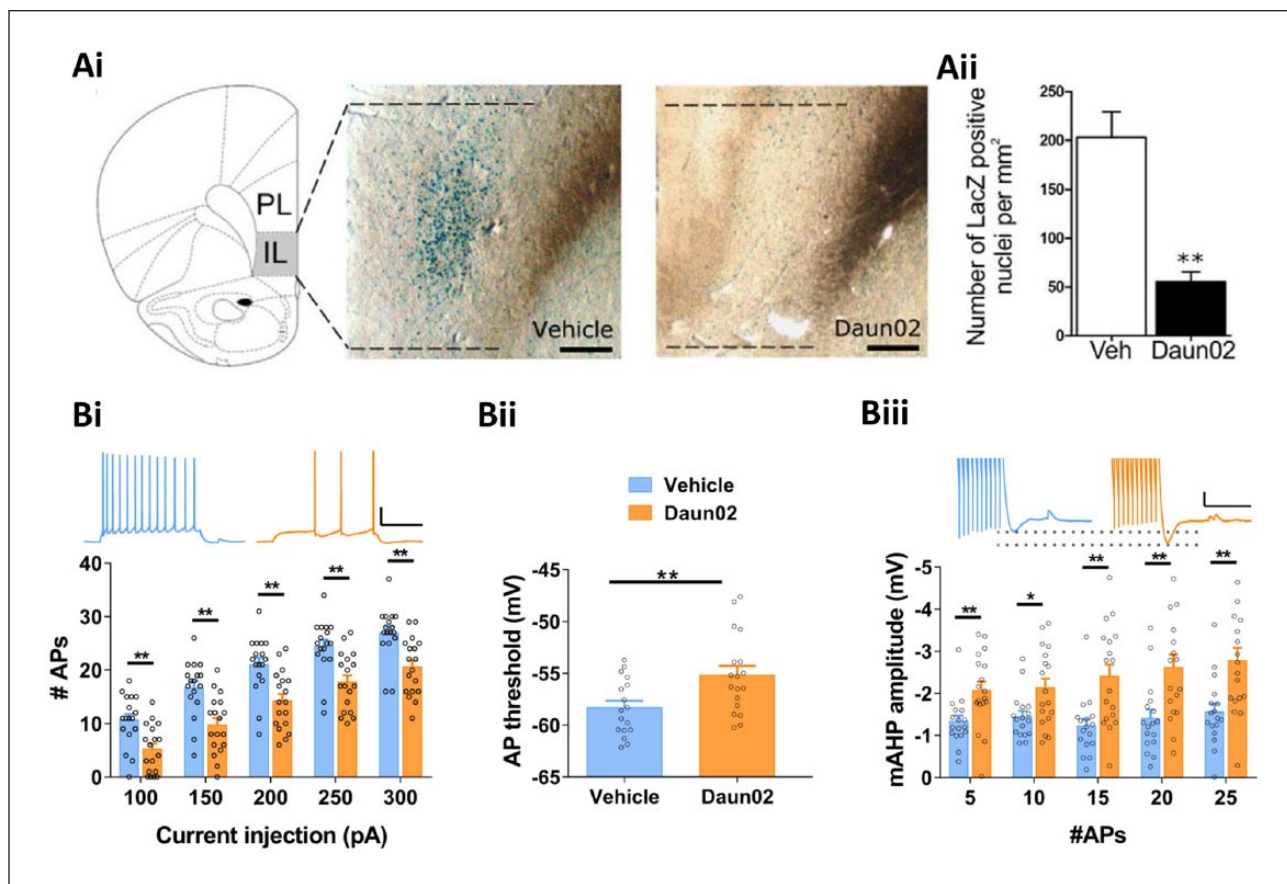 Ai
PL
IL
Vehicle
Daun02
Aii
Number of LacZ positive
nuclei per mm²
250
200
150
100
50
0
**
Veh Daun02
Bi
# APs
40
30
20
10
0
** ** ** ** **
100 150 200 250 300
Current injection (pA)
Bii
Vehicle
Daun02
AP threshold (mV)
-45
-50
-55
-60
-65
**
Vehicle Daun02
Biii
mAHP amplitude (mV)
-5
-4
-3
-2
-1
0
** * ** ** **
5 10 15 20 25
#APs